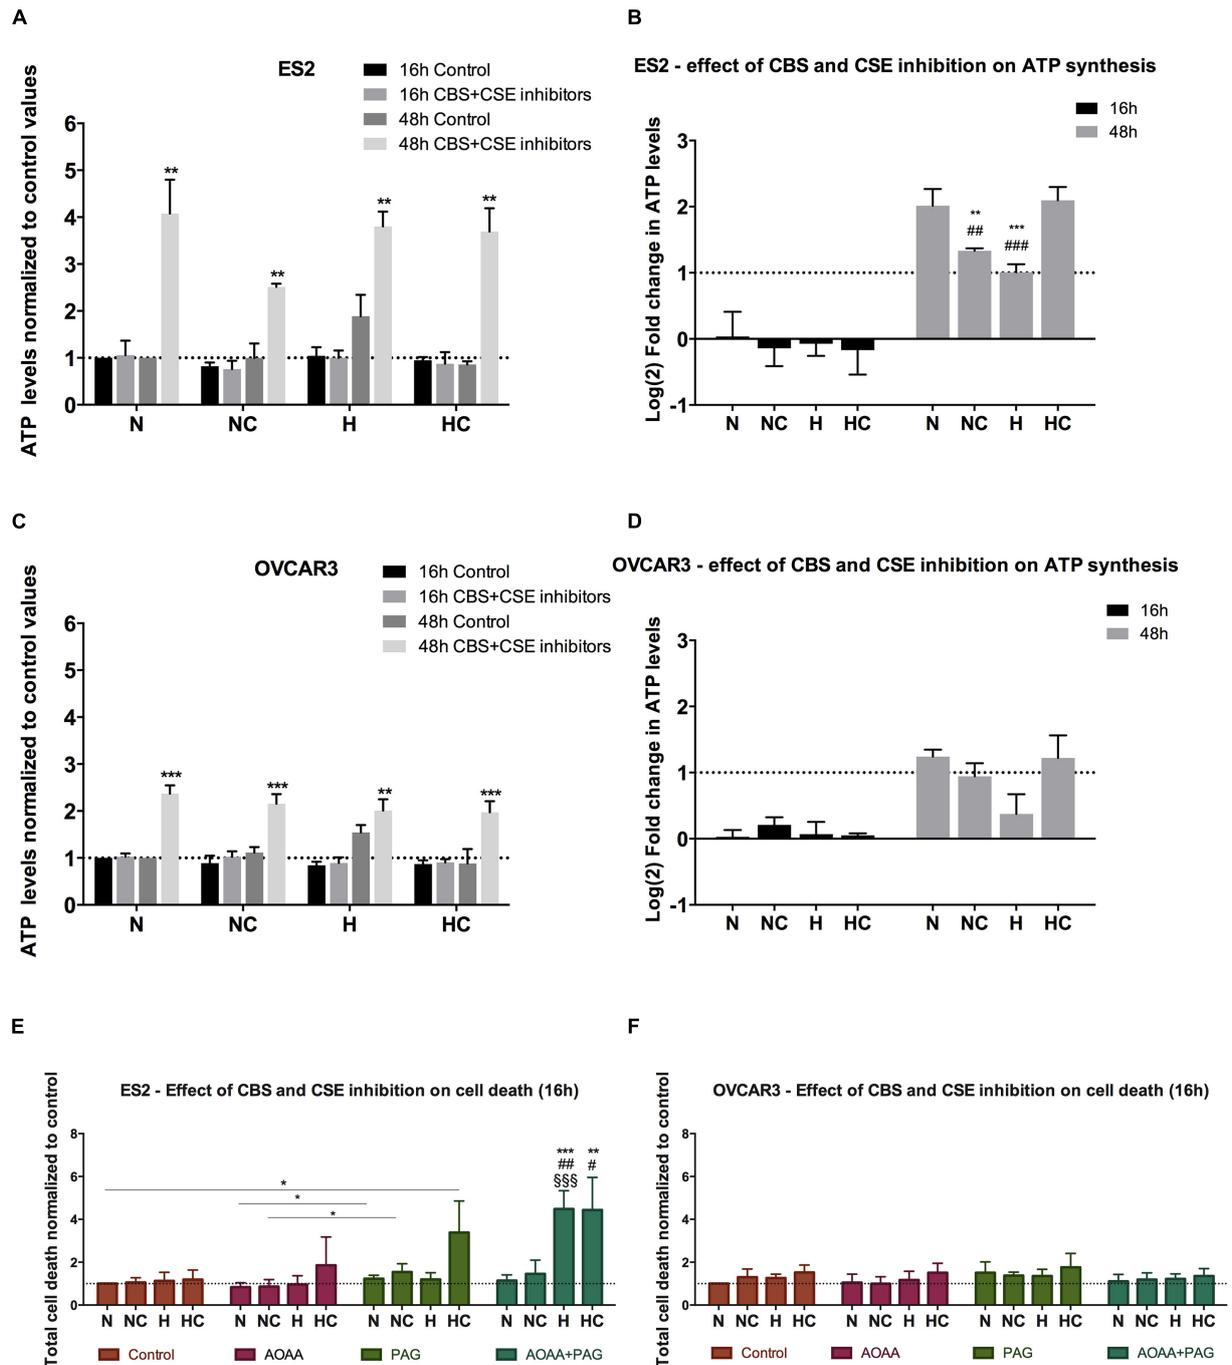 A
ES2
16h Control
16h CBS+CSE inhibitors
48h Control
48h CBS+CSE inhibitors
ATP levels normalized to control values
6
5
4
3
2
1
0
**
**
**
**
N NC H HC
B
ES2 - effect of CBS and CSE inhibition on ATP synthesis
16h
48h
Log(2) Fold change in ATP levels
3
2
1
0
-1
**
##
***
###
N NC H HC N NC H HC
C
OVCAR3
16h Control
16h CBS+CSE inhibitors
48h Control
48h CBS+CSE inhibitors
ATP levels normalized to control values
6
5
4
3
2
1
0
***
***
**
***
N NC H HC
D
OVCAR3 - effect of CBS and CSE inhibition on ATP synthesis
16h
48h
Log(2) Fold change in ATP levels
3
2
1
0
-1
N NC H HC N NC H HC
E
ES2 - Effect of CBS and CSE inhibition on cell death (16h)
Total cell death normalized to control
8
6
4
2
0
*
*
*
***
##
§§§
**
#
N NC H HC N NC H HC N NC H HC N NC H HC
Control AOAA PAG AOAA+PAG
F
OVCAR3 - Effect of CBS and CSE inhibition on cell death (16h)
Total cell death normalized to control
8
6
4
2
0
N NC H HC N NC H HC N NC H HC N NC H HC
Control AOAA PAG AOAA+PAG